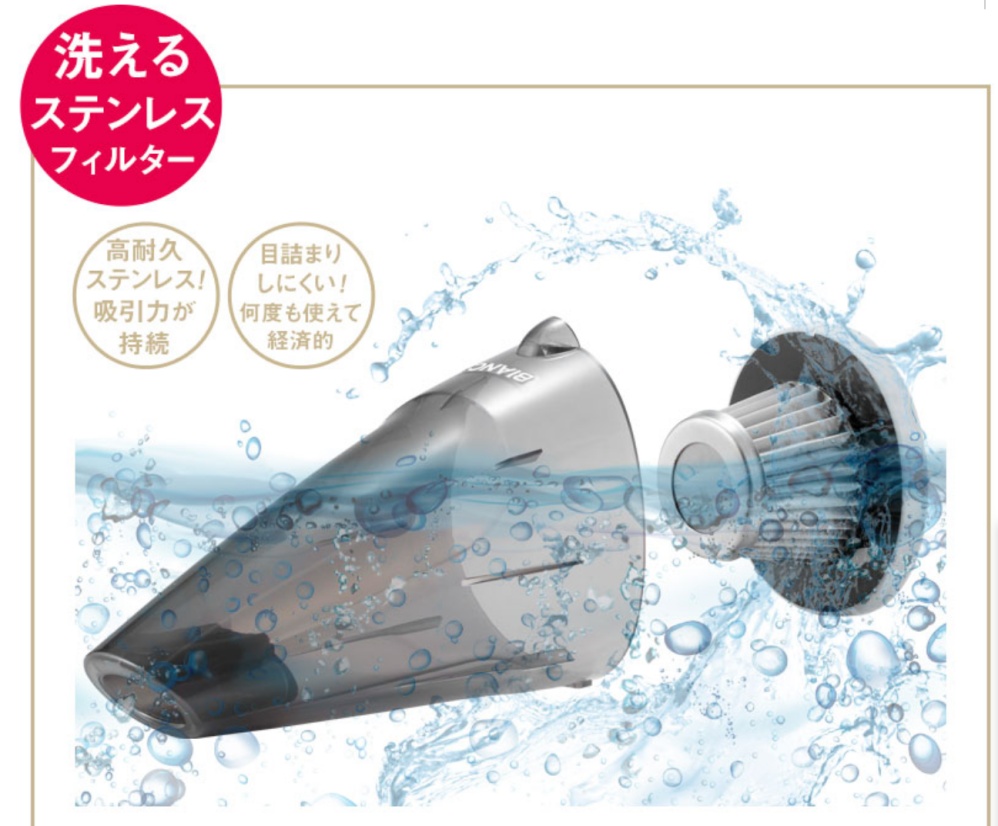 洗える
ステンレス
フィルター
高耐久
ステンレス!
吸引力が
持続
目詰まり
しにくい!
何度も使えて
経済的